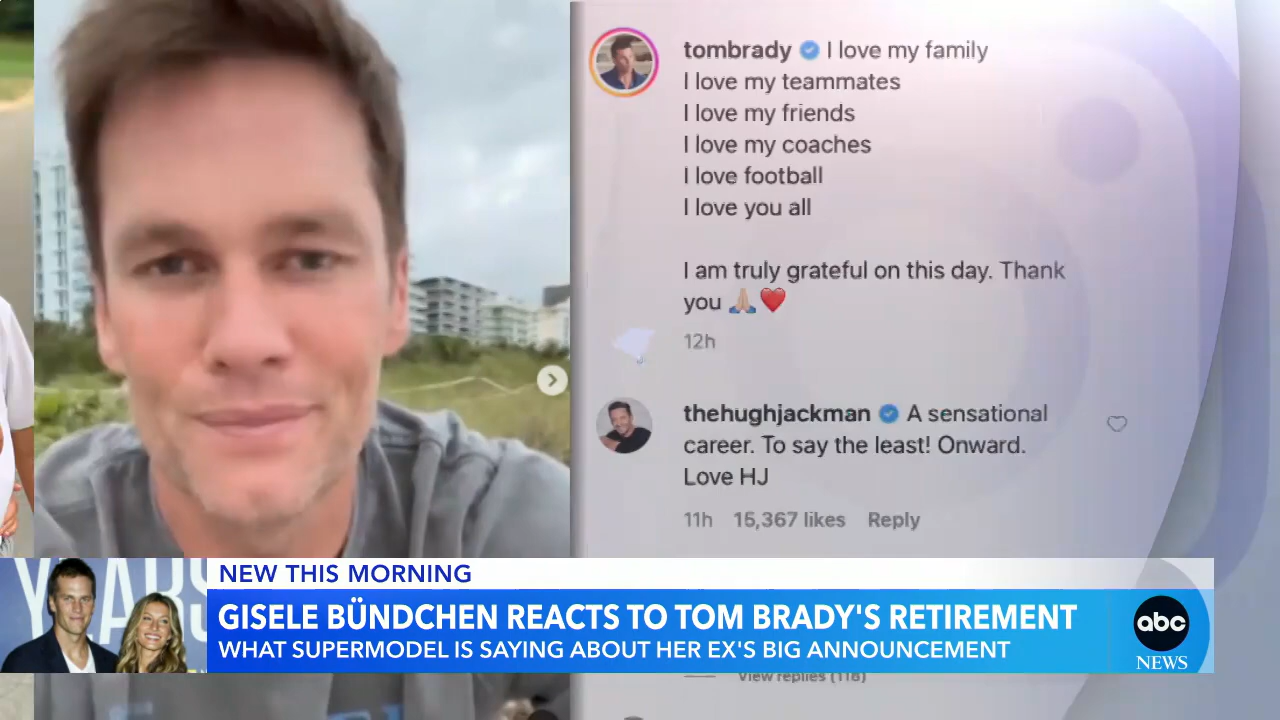 tombrady I love my family
I love my teammates
I love my friends
I love my coaches
I love football
I love you all
I am truly grateful on this day. Thank
you 🙏🏼❤️
12h
thehughjackman A sensational
career. To say the least! Onward.
Love HJ
11h 15,367 likes Reply
YEARS
NEW THIS MORNING
GISELE BÜNDCHEN REACTS TO TOM BRADY'S RETIREMENT
WHAT SUPERMODEL IS SAYING ABOUT HER EX'S BIG ANNOUNCEMENT
abc
NEWS
View replies (118)